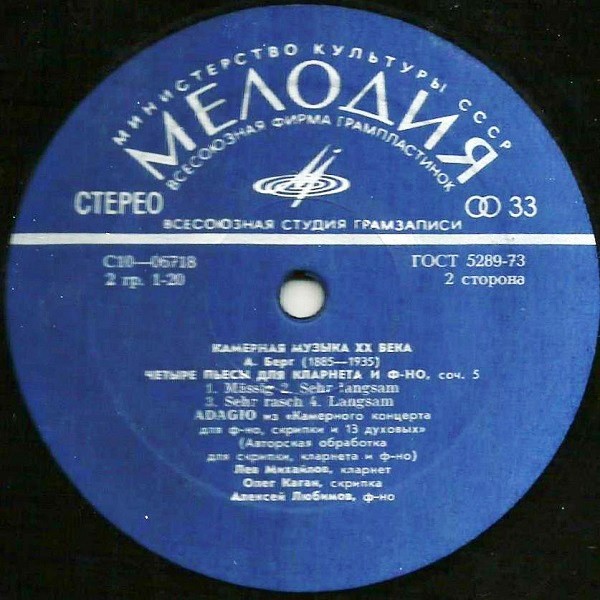 МИНИСТЕРСТВО КУЛЬТУРЫ СССР
МЕЛОДИЯ
ВСЕСОЮЗНАЯ ФИРМА ГРАМПЛАСТИНОК
СТЕРЕО
33
ВСЕСОЮЗНАЯ СТУДИЯ ГРАМЗАПИСИ
С10—06718
ГОСТ 5289-73
2 гр. 1-20
2 сторона
КАМЕРНАЯ МУЗЫКА XX ВЕКА
А. Берг (1885—1935)
ЧЕТЫРЕ ПЬЕСЫ ДЛЯ КЛАРНЕТА И Ф-НО, соч. 5
1. Mässig 2. Sehr langsam
3. Sehr rasch 4. Langsam
ADAGIO из «Камерного концерта
для ф-но, скрипки и 13 духовых»
(Авторская обработка
для скрипки, кларнета и ф-но)
Лев Михайлов, кларнет
Олег Каган, скрипка
Алексей Любимов, ф-но